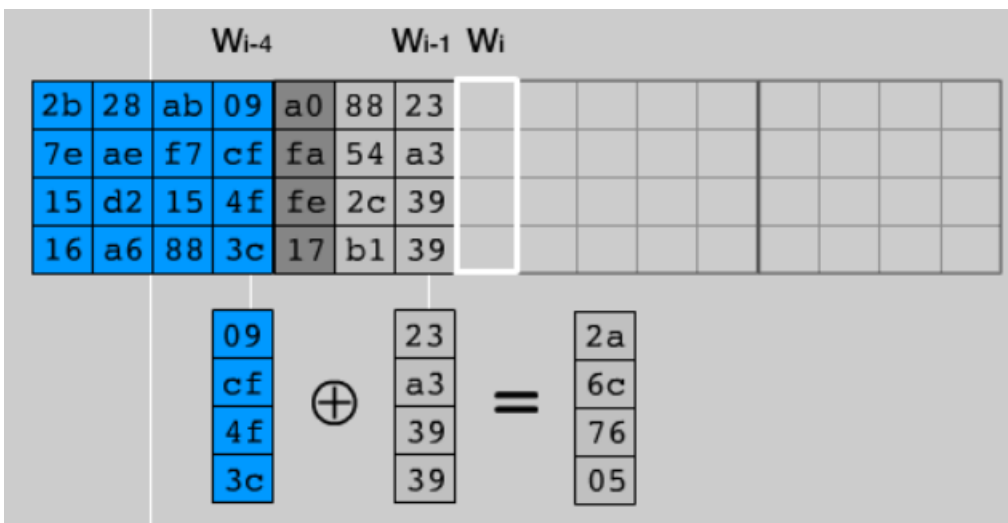 Wi-4 Wi-1 Wi
2b 28 ab 09 a0 88 23
7e ae f7 cf fa 54 a3
15 d2 15 4f fe 2c 39
16 a6 88 3c 17 b1 39
09 23 2a
cf a3 6c
⊕ =
4f 39 76
3c 39 05